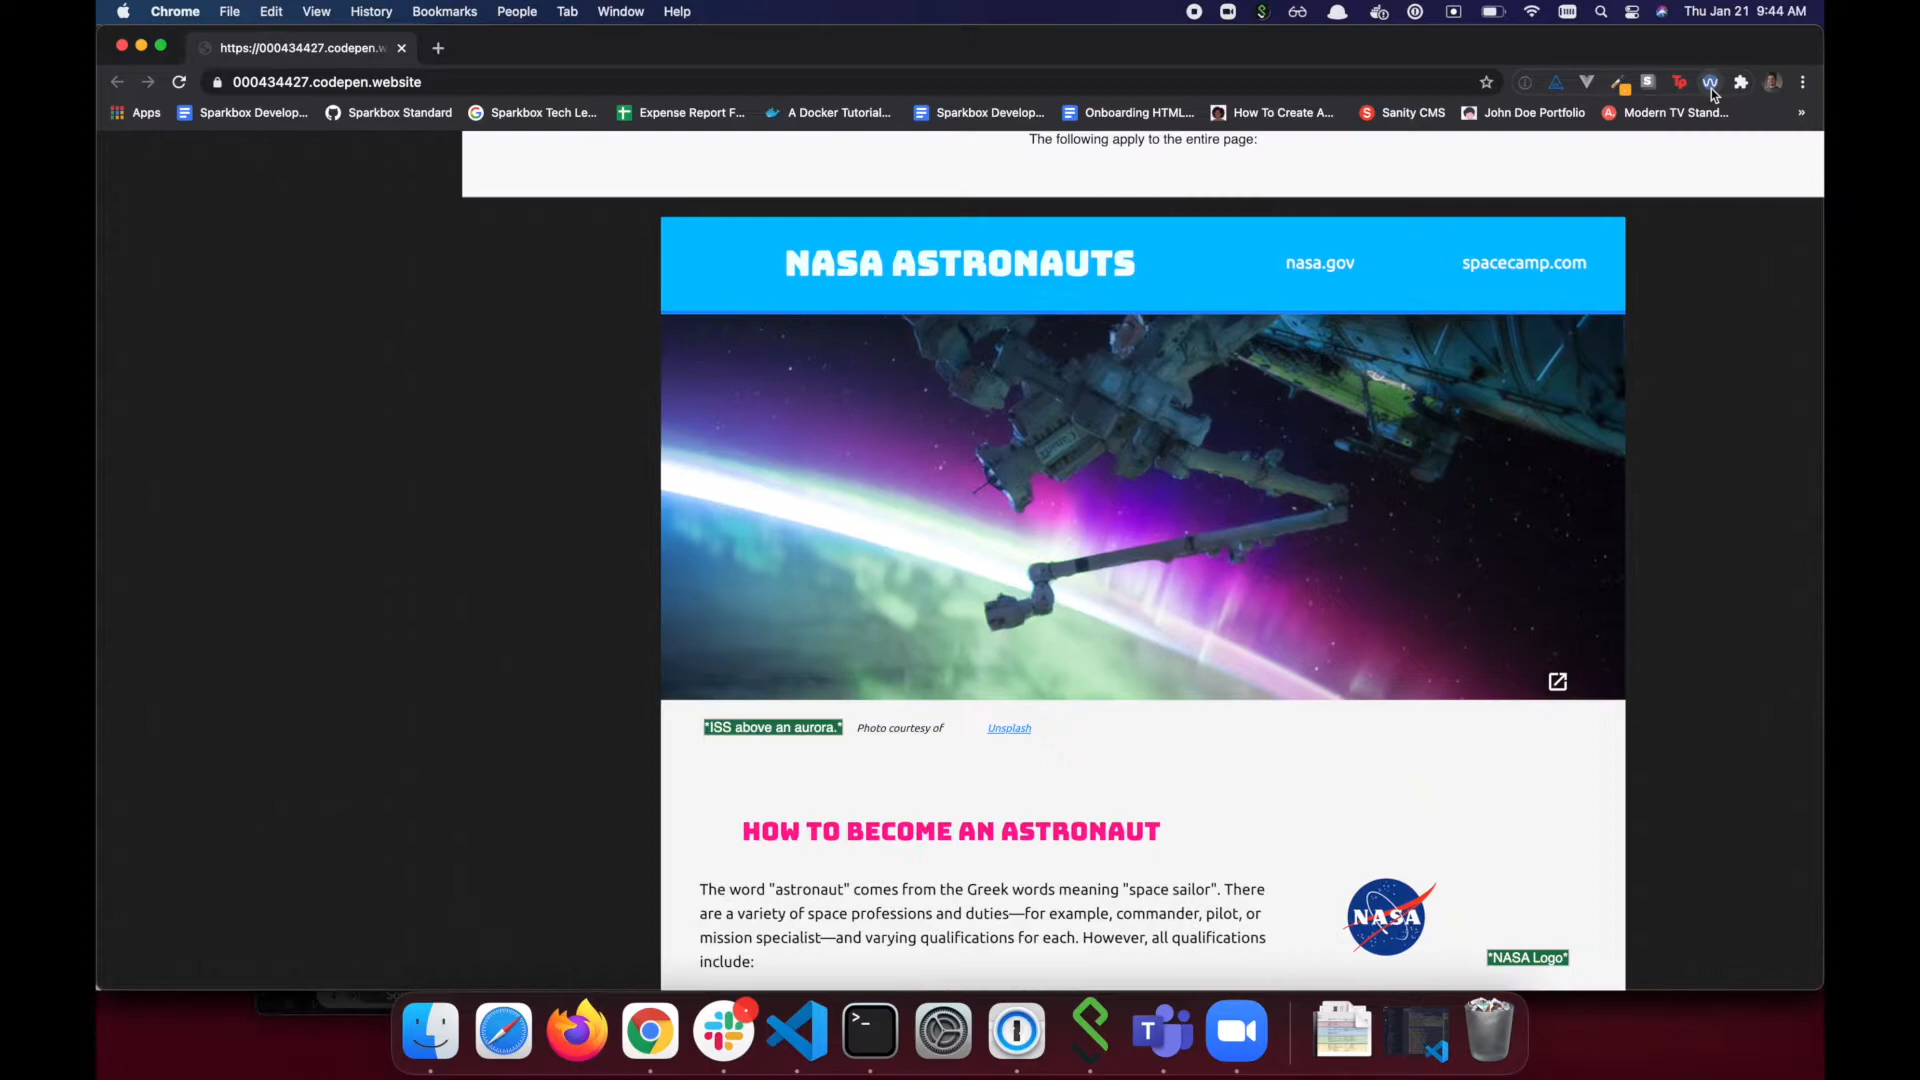 Chrome File Edit View History Bookmarks People Tab Window Help Thu Jan 21 9:44 AM
https://000434427.codepen.w
000434427.codepen.website
Apps Sparkbox Develop... Sparkbox Standard Sparkbox Tech Le... Expense Report F... A Docker Tutorial... Sparkbox Develop... Onboarding HTML... How To Create A... Sanity CMS John Doe Portfolio Modern TV Stand... »
The following apply to the entire page:
NASA ASTRONAUTS nasa.gov spacecamp.com
*ISS above an aurora.* Photo courtesy of Unsplash
HOW TO BECOME AN ASTRONAUT
The word "astronaut" comes from the Greek words meaning "space sailor". There
are a variety of space professions and duties—for example, commander, pilot, or
mission specialist—and varying qualifications for each. However, all qualifications
include:
NASA
*NASA Logo*